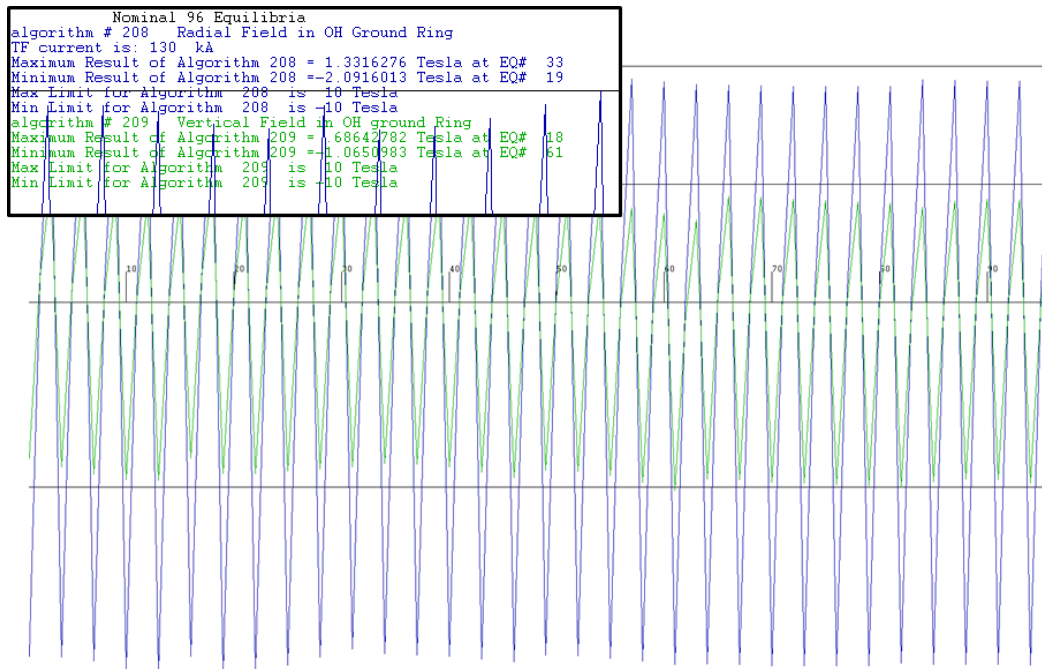 Nominal 96 Equilibria
algorithm # 208 Radial Field in OH Ground Ring
TF current is: 130 kA
Maximum Result of Algorithm 208 = 1.3316276 Tesla at EQ# 33
Minimum Result of Algorithm 208 =-2.0916013 Tesla at EQ# 19
Max Limit for Algorithm 208 is 10 Tesla
Min Limit for Algorithm 208 is -10 Tesla
algorithm # 209 Vertical Field in OH ground Ring
Maximum Result of Algorithm 209 = .68642782 Tesla at EQ# 18
Minimum Result of Algorithm 209 =-1.0650983 Tesla at EQ# 61
Max Limit for Algorithm 209 is 10 Tesla
Min Limit for Algorithm 209 is -10 Tesla
10 20 30 40 50 60 70 80 90